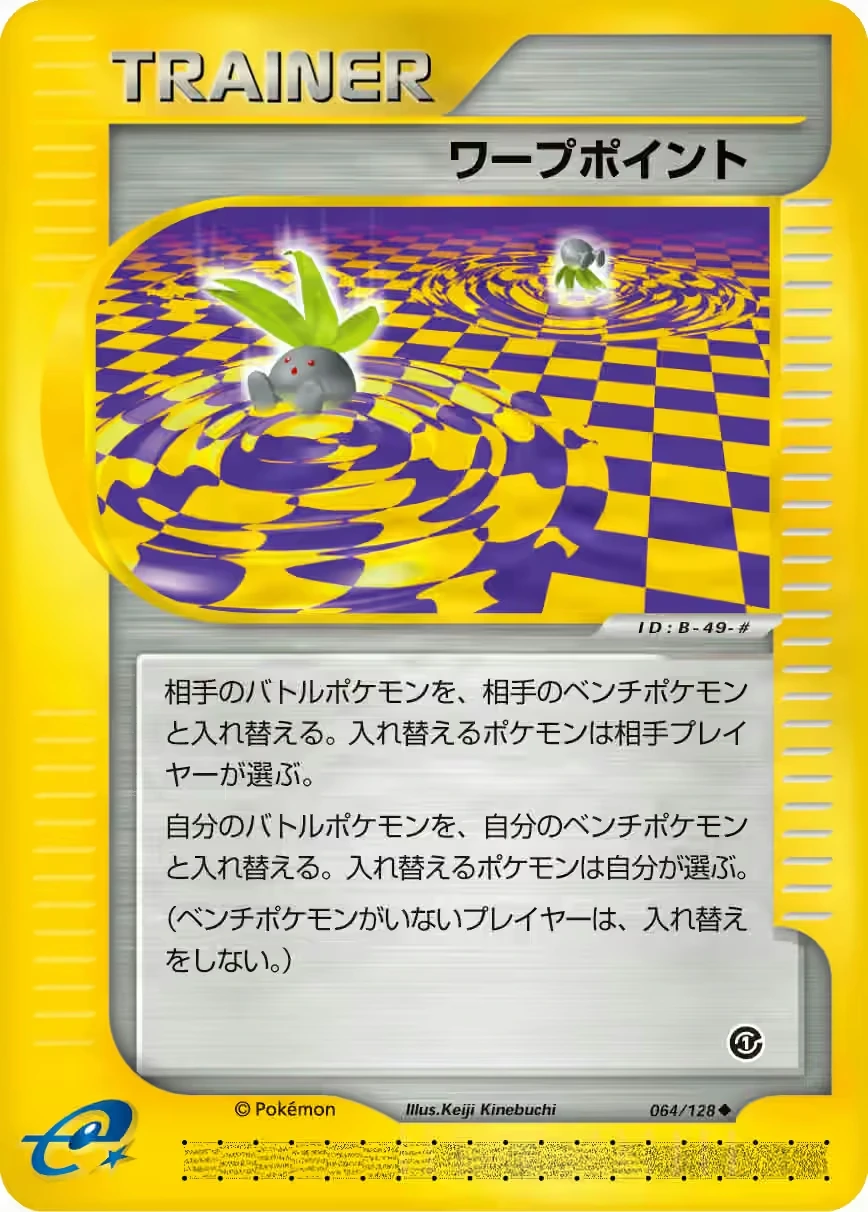 TRAINER
ワープポイント
ID:B-49-#
相手のバトルポケモンを、相手のベンチポケモン
と入れ替える。入れ替えるポケモンは相手プレイ
ヤーが選ぶ。
自分のバトルポケモンを、自分のベンチポケモン
と入れ替える。入れ替えるポケモンは自分が選ぶ。
(ベンチポケモンがいないプレイヤーは、入れ替え
をしない。)
1
© Pokémon Illus.Keiji Kinebuchi 064/128◆
e